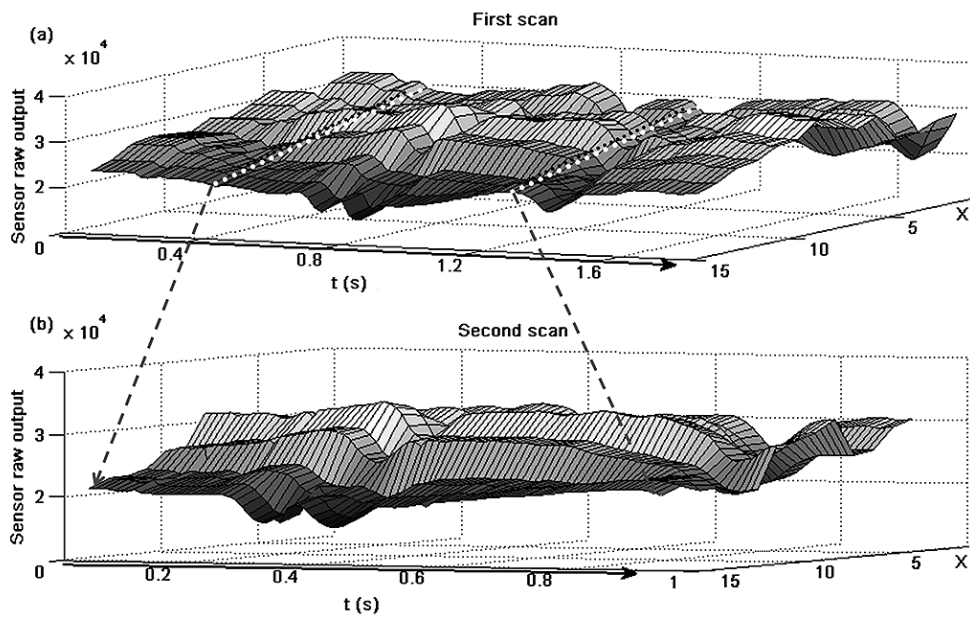 First scan
(a)
x 10^4
4
3
2
0
Sensor raw output
0.4
0.8
1.2
1.6
t (s)
15
10
5
X
Second scan
(b)
x 10^4
4
3
2
0
Sensor raw output
0.2
0.4
0.6
0.8
1
t (s)
15
10
5
X